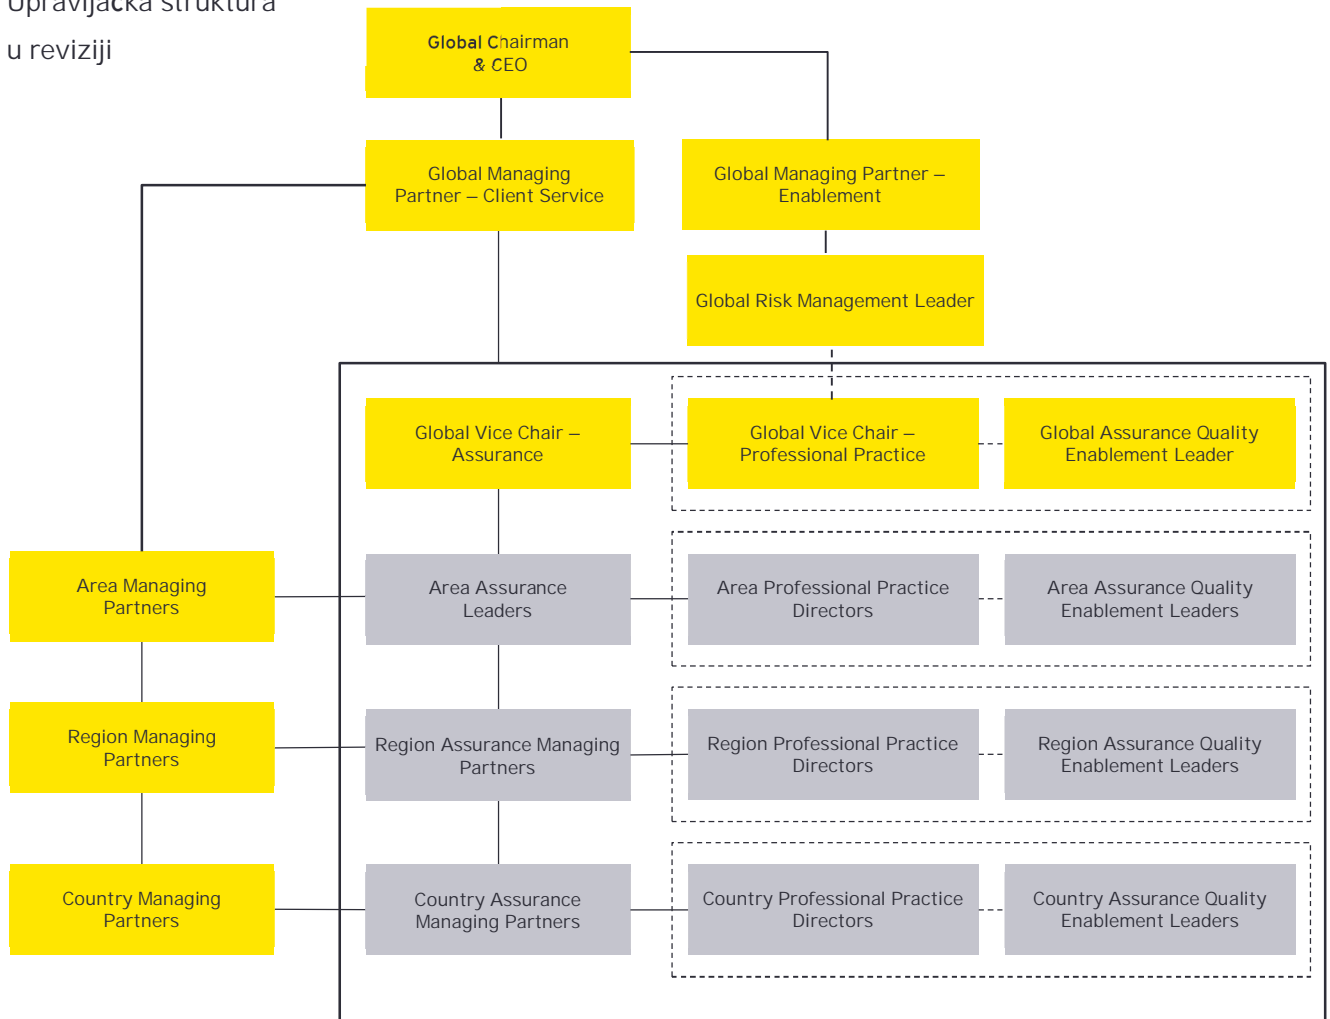 Upravljačka struktura
u reviziji
Global Chairman
& CEO
Global Managing
Partner – Client Service
Global Managing Partner –
Enablement
Global Risk Management Leader
Global Vice Chair –
Assurance
Global Vice Chair –
Professional Practice
Global Assurance Quality
Enablement Leader
Area Managing
Partners
Area Assurance
Leaders
Area Professional Practice
Directors
Area Assurance Quality
Enablement Leaders
Region Managing
Partners
Region Assurance Managing
Partners
Region Professional Practice
Directors
Region Assurance Quality
Enablement Leaders
Country Managing
Partners
Country Assurance
Managing Partners
Country Professional Practice
Directors
Country Assurance Quality
Enablement Leaders